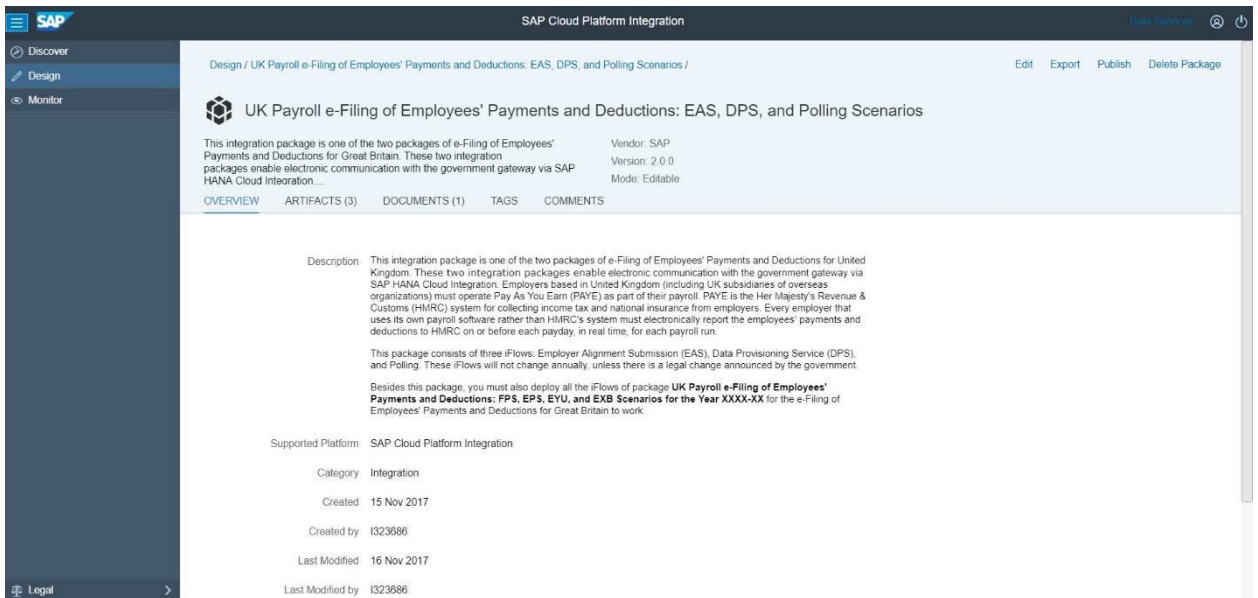 SAP
SAP Cloud Platform Integration
Data Services
Discover
Design
Monitor
Design / UK Payroll e-Filing of Employees' Payments and Deductions: EAS, DPS, and Polling Scenarios /
Edit Export Publish Delete Package
UK Payroll e-Filing of Employees' Payments and Deductions: EAS, DPS, and Polling Scenarios
This integration package is one of the two packages of e-Filing of Employees'
Payments and Deductions for Great Britain. These two integration
packages enable electronic communication with the government gateway via SAP
HANA Cloud Integration....
Vendor: SAP
Version: 2.0.0
Mode: Editable
OVERVIEW ARTIFACTS (3) DOCUMENTS (1) TAGS COMMENTS
Description This integration package is one of the two packages of e-Filing of Employees' Payments and Deductions for United
Kingdom. These two integration packages enable electronic communication with the government gateway via
SAP HANA Cloud Integration. Employers based in United Kingdom (including UK subsidiaries of overseas
organizations) must operate Pay As You Earn (PAYE) as part of their payroll. PAYE is the Her Majesty's Revenue &
Customs (HMRC) system for collecting income tax and national insurance from employers. Every employer that
uses its own payroll software rather than HMRC's system must electronically report the employees' payments and
deductions to HMRC on or before each payday, in real time, for each payroll run.
This package consists of three iFlows: Employer Alignment Submission (EAS), Data Provisioning Service (DPS),
and Polling. These iFlows will not change annually, unless there is a legal change announced by the government.
Besides this package, you must also deploy all the iFlows of package UK Payroll e-Filing of Employees'
Payments and Deductions: FPS, EPS, EYU, and EXB Scenarios for the Year XXXX-XX for the e-Filing of
Employees' Payments and Deductions for Great Britain to work.
Supported Platform SAP Cloud Platform Integration
Category Integration
Created 15 Nov 2017
Created by I323686
Last Modified 16 Nov 2017
Last Modified by I323686
Legal